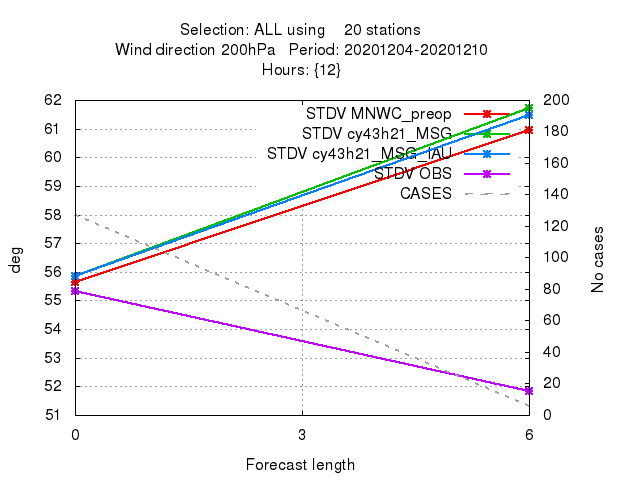 Selection: ALL using    20 stations
Wind direction 200hPa   Period: 20201204-20201210
Hours: {12}
62
61
60
59
58
57
56
55
54
53
52
51
200
180
160
140
120
100
80
60
40
20
0
deg
No cases
STDV MNWC_preop
STDV cy43h21_MSG
STDV cy43h21_MSG_IAU
STDV OBS
CASES
0
3
6
Forecast length